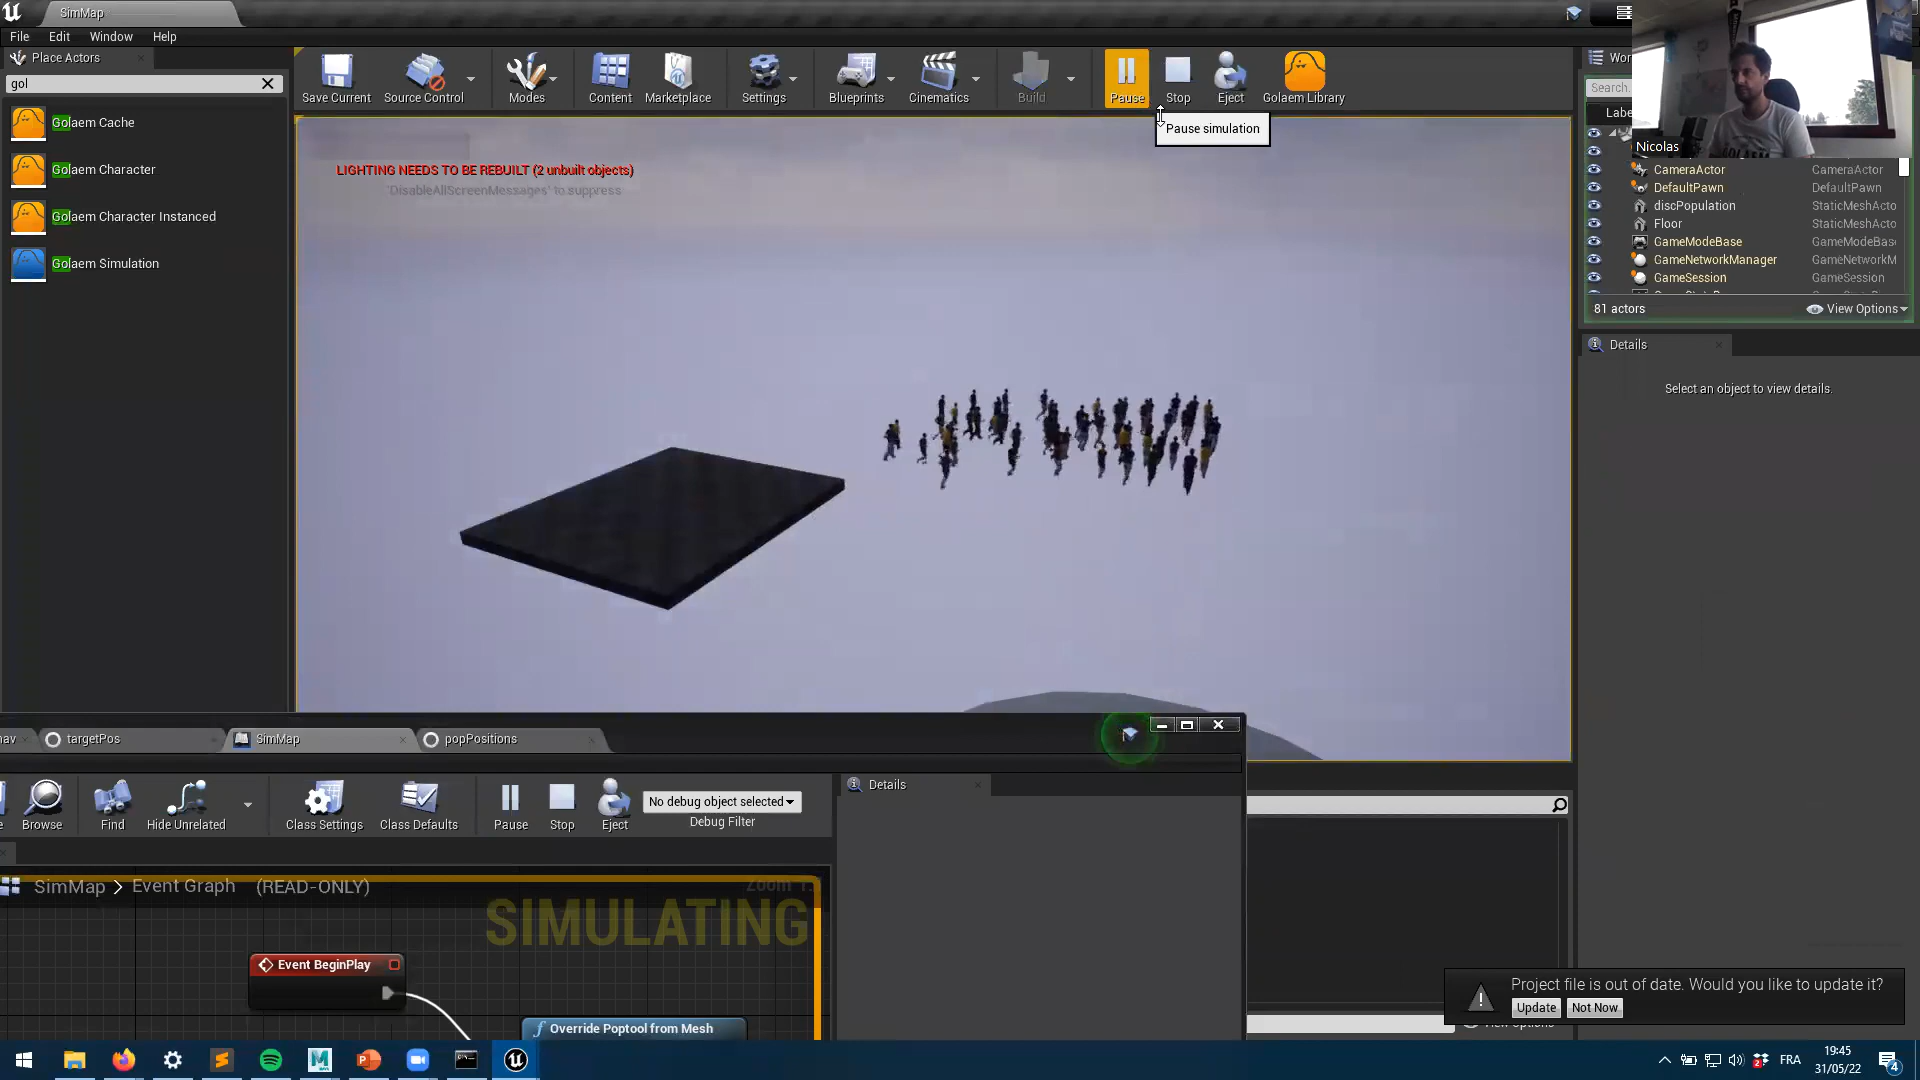 SimMap
File Edit Window Help
Place Actors
gol
Golaem Cache
Golaem Character
Golaem Character Instanced
Golaem Simulation
Save Current Source Control Modes Content Marketplace Settings Blueprints Cinematics Build Pause Stop Eject Golaem Library
Pause simulation
LIGHTING NEEDS TO BE REBUILT (2 unbuilt objects)
'DisableAllScreenMessages' to suppress
Nicolas
Search.
CameraActor CameraActor
DefaultPawn DefaultPawn
discPopulation StaticMeshActo
Floor StaticMeshActo
GameModeBase GameModeBase
GameNetworkManager GameNetworkM
GameSession GameSession
81 actors View Options
Details
Select an object to view details.
targetPos SimMap popPositions
Browse Find Hide Unrelated Class Settings Class Defaults Pause Stop Eject
No debug object selected
Debug Filter
Details
SimMap > Event Graph (READ-ONLY)
SIMULATING
Event BeginPlay
Override Poptool from Mesh
Project file is out of date. Would you like to update it?
Update Not Now
FRA
19:45
31/05/22
4